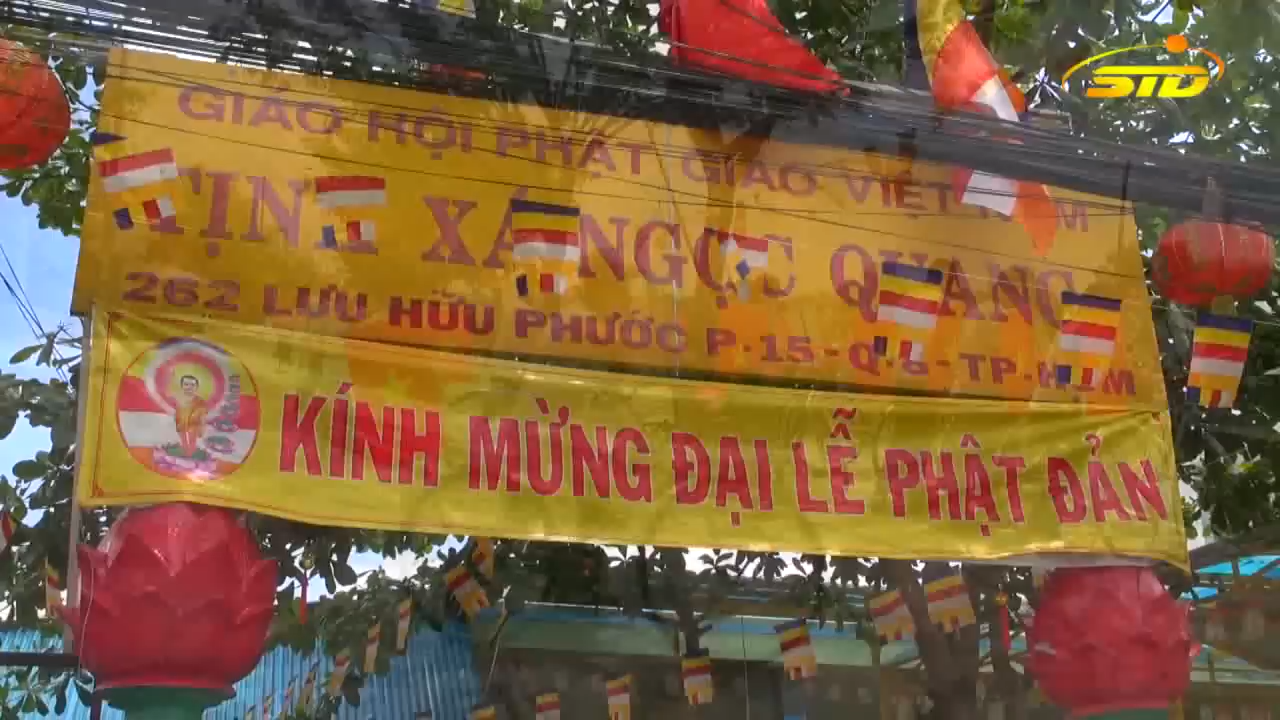 STD
GIÁO HỘI PHẬT GIÁO VIỆT NAM
TỊNH XÁ NGỌC QUANG
262 LƯU HỮU PHƯỚC P.15-Q.8-TP.HCM
KÍNH MỪNG ĐẠI LỄ PHẬT ĐẢN